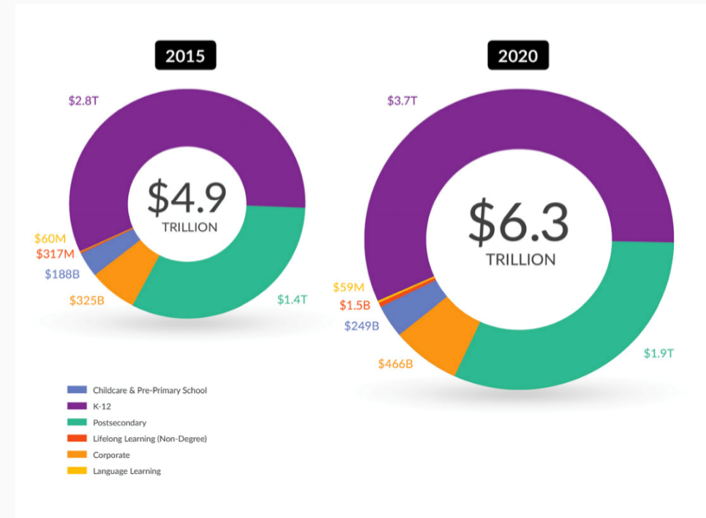 2015
$2.8T
$4.9
TRILLION
$60M
$317M
$188B
$325B
$1.4T
2020
$3.7T
$6.3
TRILLION
$59M
$1.5B
$249B
$466B
$1.9T
Childcare & Pre-Primary School
K-12
Postsecondary
Lifelong Learning (Non-Degree)
Corporate
Language Learning